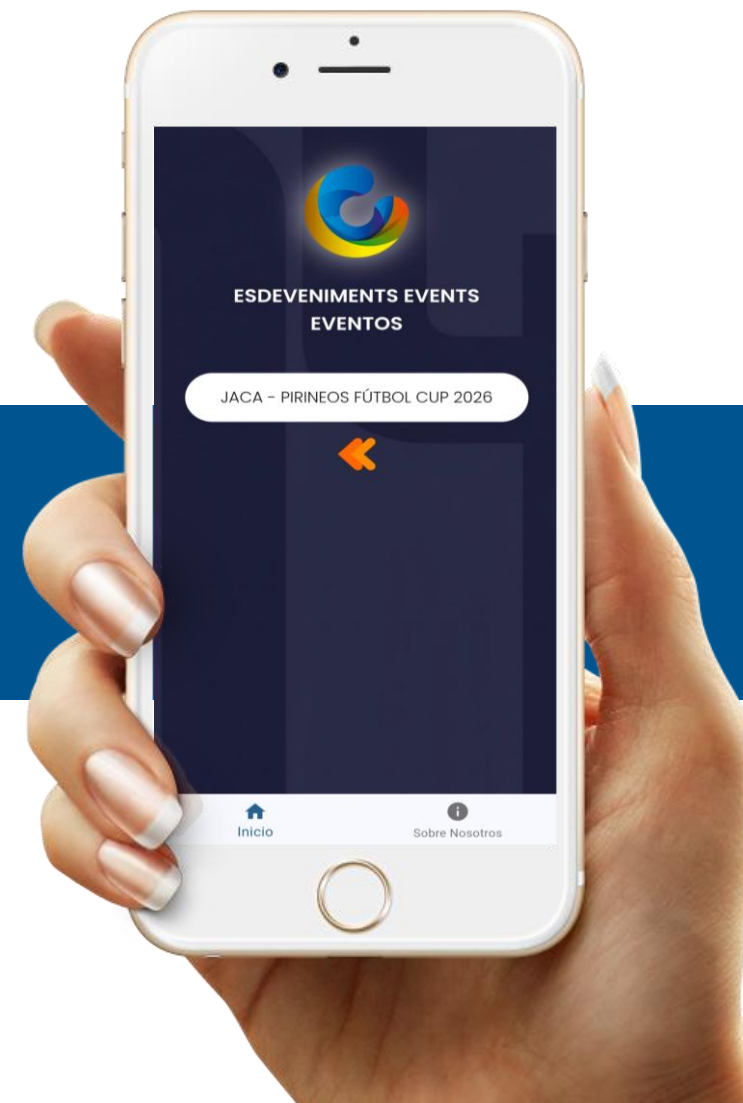 ESDEVENIMENTS EVENTS
EVENTOS
JACA - PIRINEOS FÚTBOL CUP 2026
Inicio
Sobre Nosotros